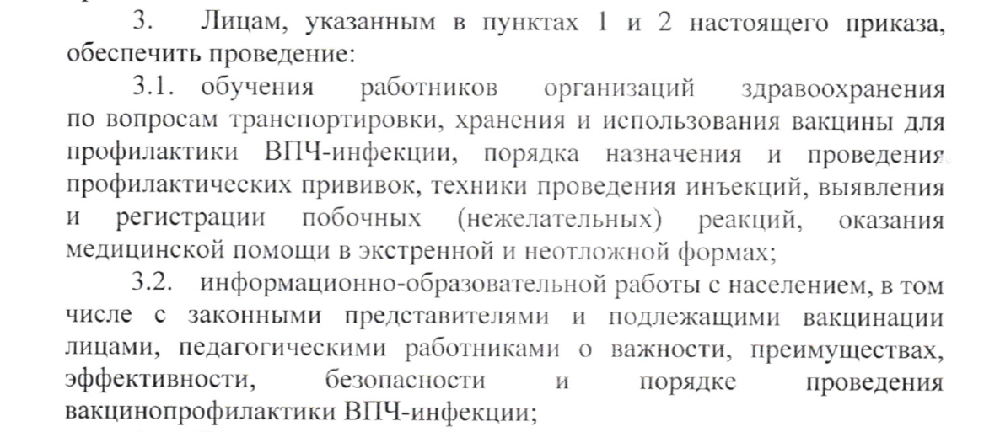 3. Лицам, указанным в пунктах 1 и 2 настоящего приказа,
обеспечить проведение:
3.1. обучения работников организаций здравоохранения
по вопросам транспортировки, хранения и использования вакцины для
профилактики ВПЧ-инфекции, порядка назначения и проведения
профилактических прививок, техники проведения инъекций, выявления
и регистрации побочных (нежелательных) реакций, оказания
медицинской помощи в экстренной и неотложной формах;
3.2. информационно-образовательной работы с населением, в том
числе с законными представителями и подлежащими вакцинации
лицами, педагогическими работниками о важности, преимуществах,
эффективности, безопасности и порядке проведения
вакцинопрофилактики ВПЧ-инфекции;